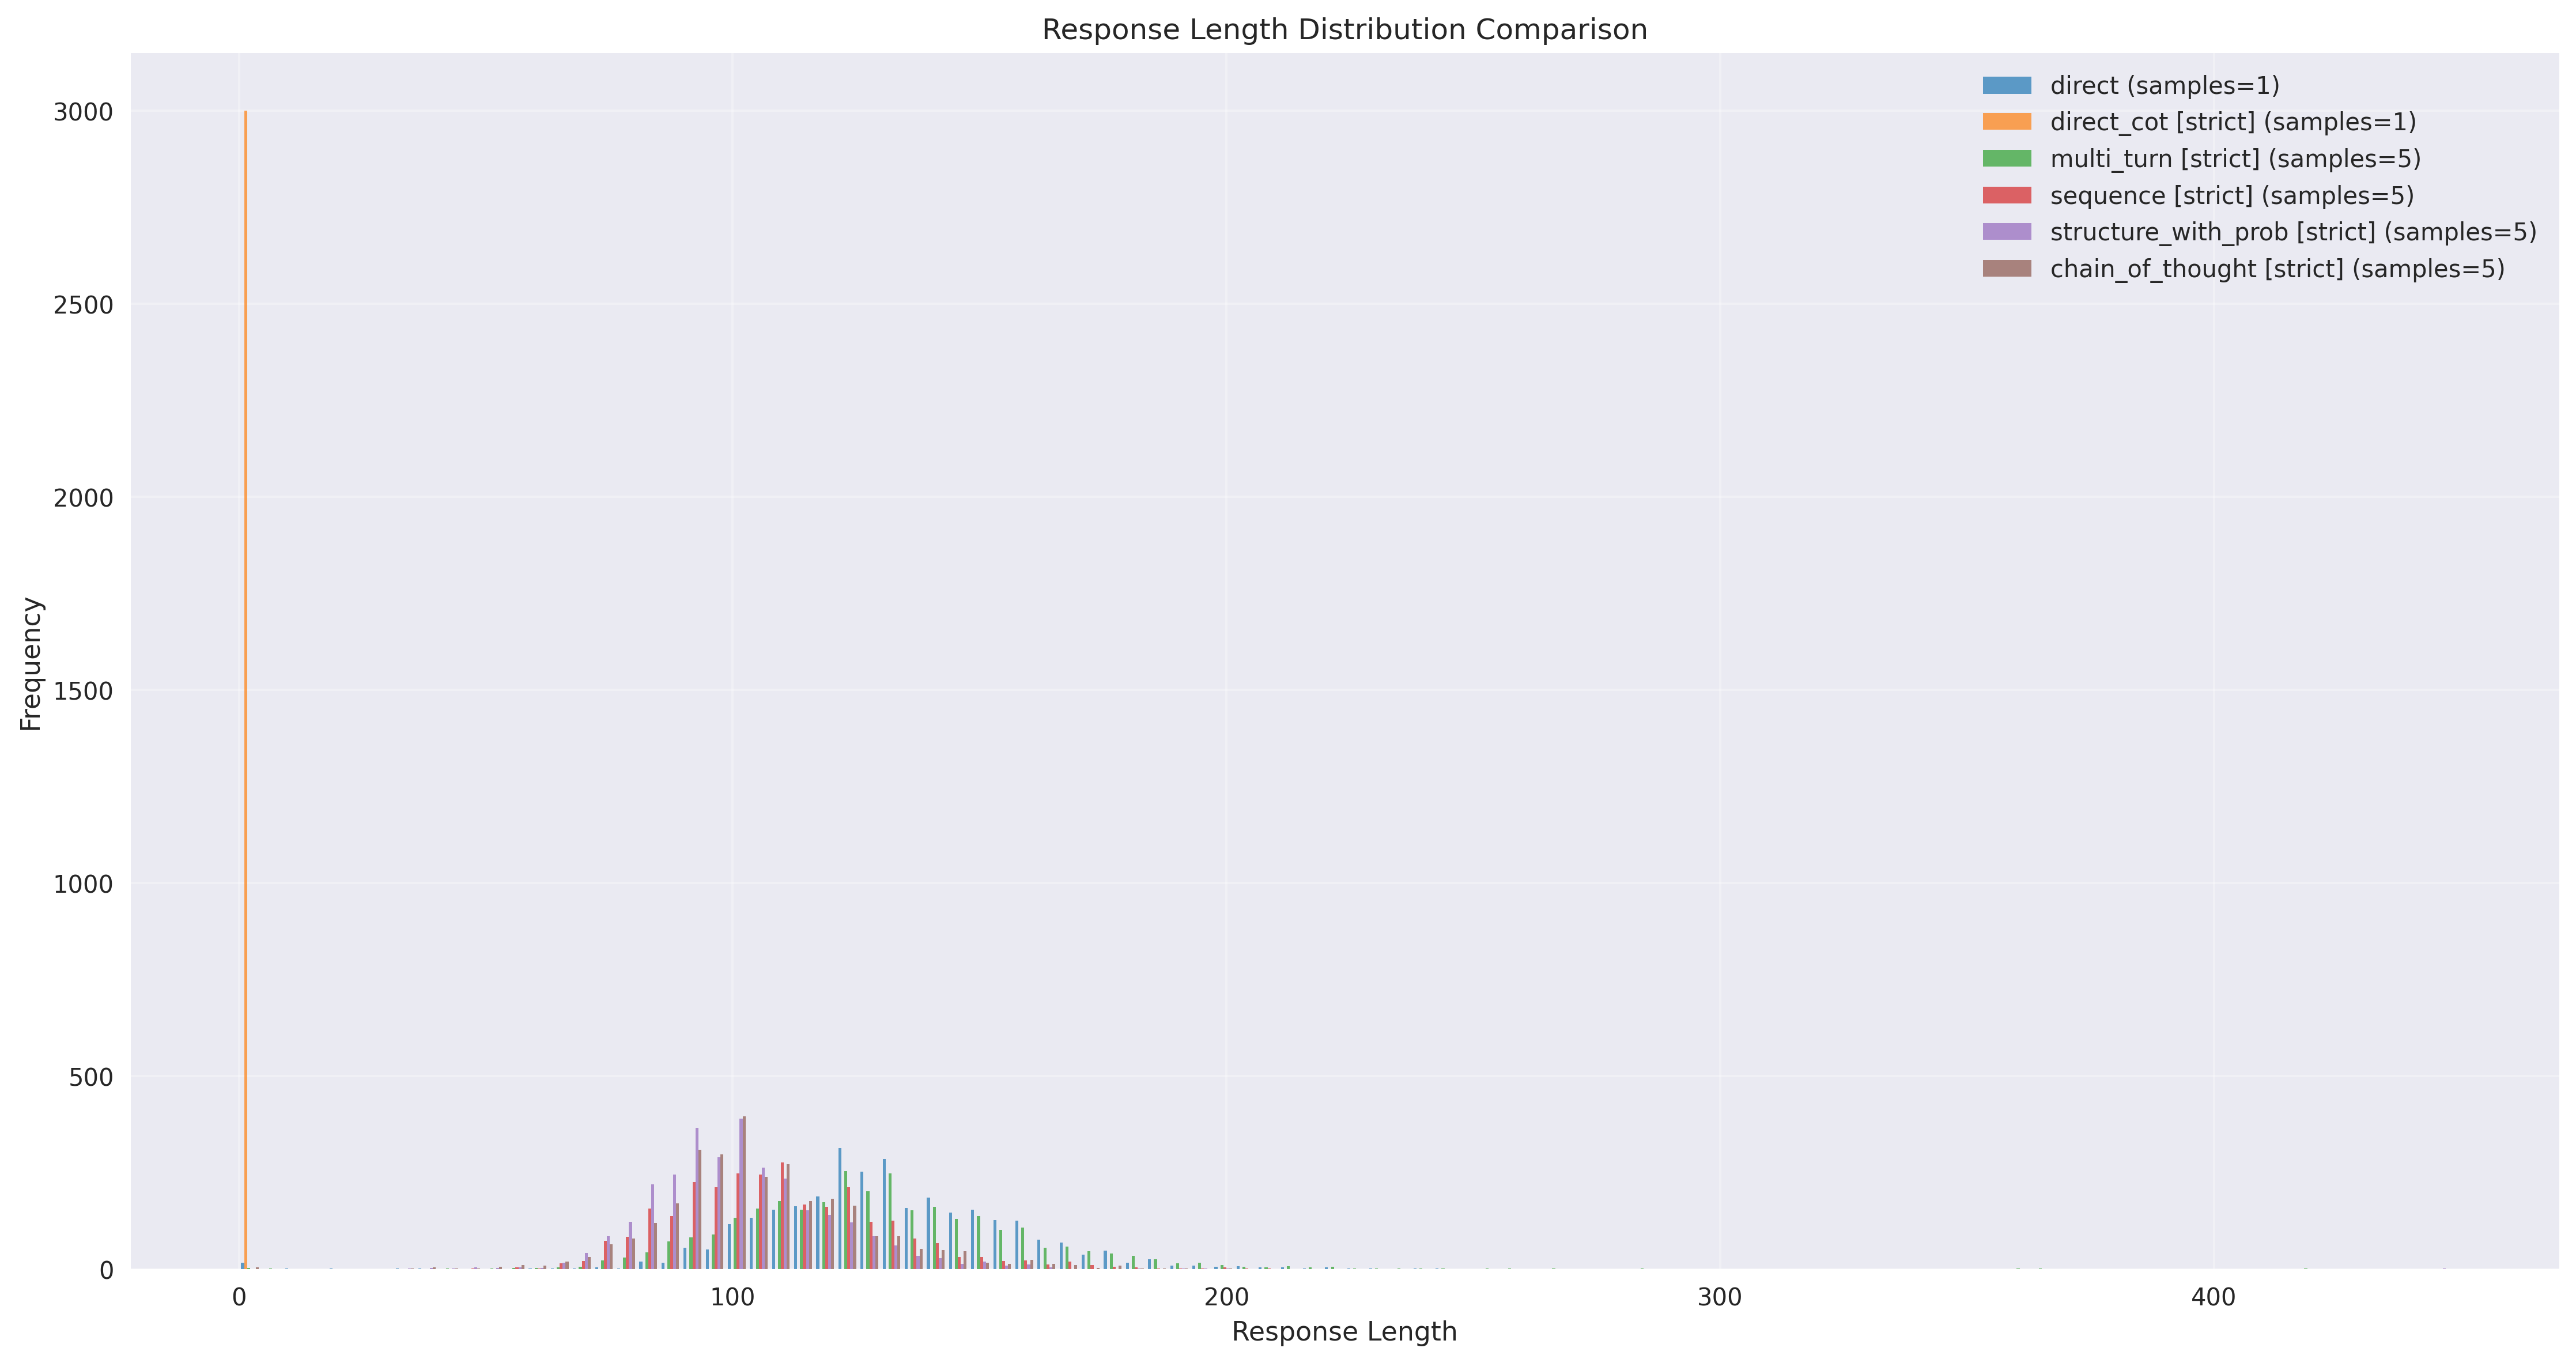 Response Length Distribution Comparison
direct (samples=1)
direct_cot [strict] (samples=1)
multi_turn [strict] (samples=5)
sequence [strict] (samples=5)
structure_with_prob [strict] (samples=5)
chain_of_thought [strict] (samples=5)
3000
2500
2000
1500
1000
500
0
Frequency
0 100 200 300 400
Response Length